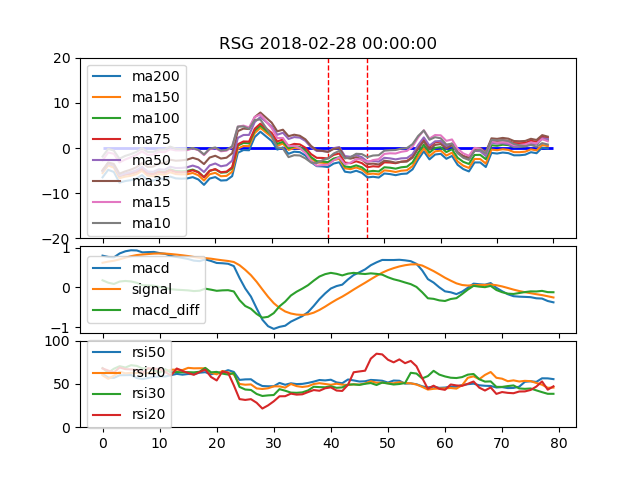 RSG 2018-02-28 00:00:00
20
10
0
−10
−20
ma200
ma150
ma100
ma75
ma50
ma35
ma15
ma10
1
0
−1
macd
signal
macd_diff
100
50
0
rsi50
rsi40
rsi30
rsi20
0 10 20 30 40 50 60 70 80